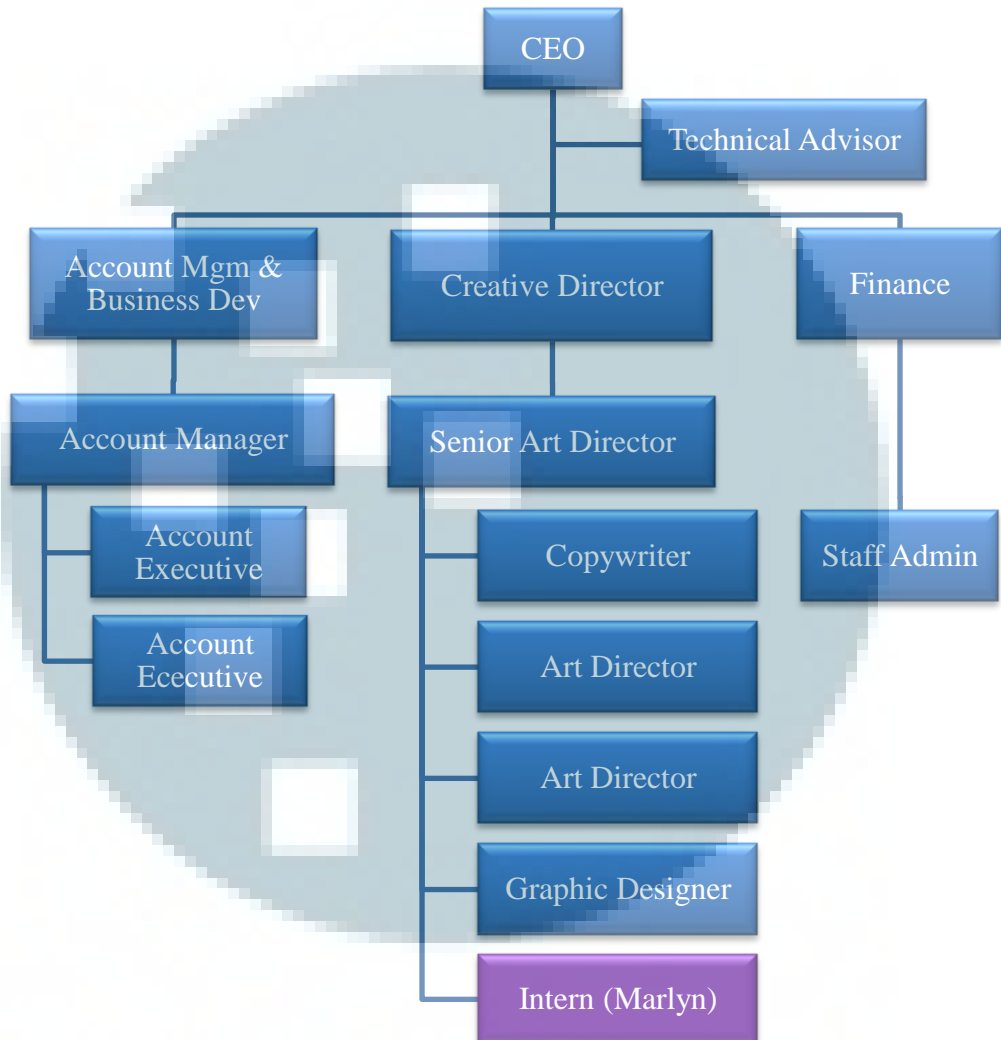 CEO
Technical Advisor
Account Mgm &
Business Dev
Creative Director
Finance
Account Manager
Senior Art Director
Account
Executive
Copywriter
Staff Admin
Account
Ececutive
Art Director
Art Director
Graphic Designer
Intern (Marlyn)